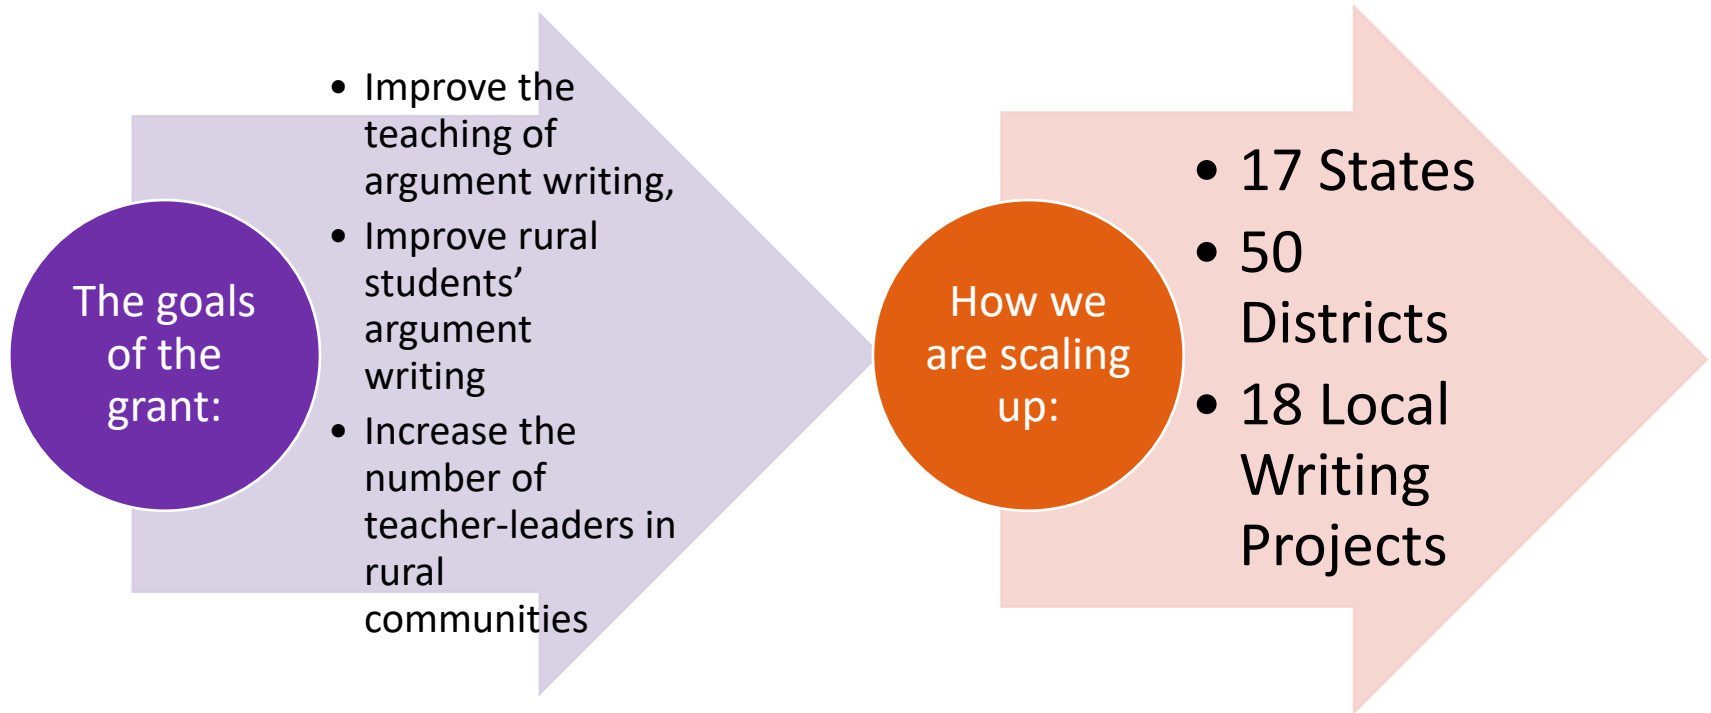 The goals
of the
grant:
• Improve the
teaching of
argument writing,
• Improve rural
students’
argument
writing
• Increase the
number of
teacher-leaders in
rural
communities
How we
are scaling
up:
• 17 States
• 50
Districts
• 18 Local
Writing
Projects